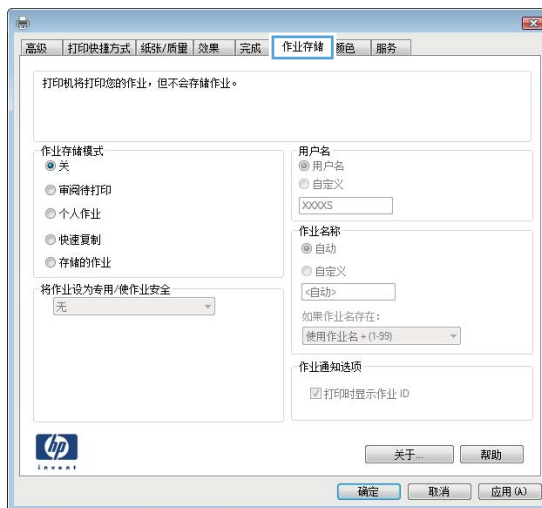 高级 打印快捷方式 纸张/质量 效果 完成 作业存储 颜色 服务
打印机将打印您的作业，但不会存储作业。
作业存储模式
关
审阅待打印
个人作业
快速复制
存储的作业
将作业设为专用/使作业安全
无
用户名
用户名
自定义
XXXXS
作业名称
自动
自定义
<自动>
如果作业名存在：
使用作业名 + (1-99)
作业通知选项
打印时显示作业 ID
hp
invent
关于... 帮助
确定 取消 应用 (A)